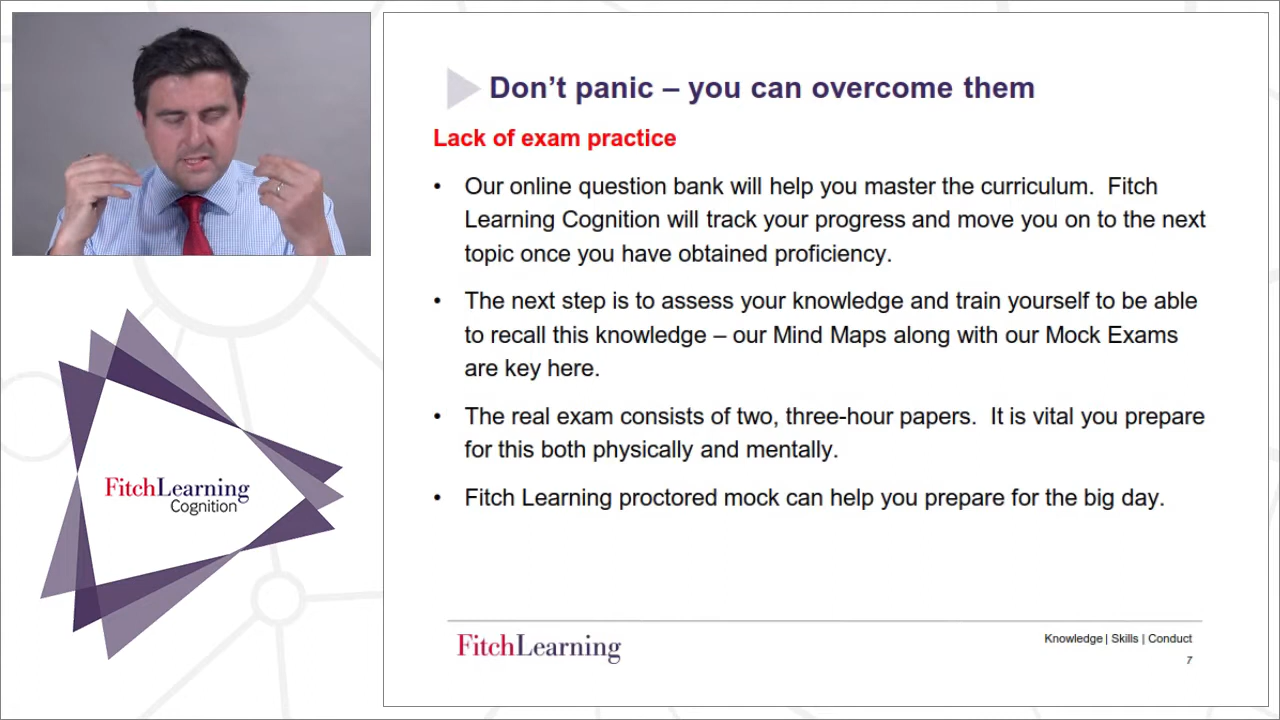 Don't panic – you can overcome them
Lack of exam practice
• Our online question bank will help you master the curriculum. Fitch
Learning Cognition will track your progress and move you on to the next
topic once you have obtained proficiency.
• The next step is to assess your knowledge and train yourself to be able
to recall this knowledge – our Mind Maps along with our Mock Exams
are key here.
• The real exam consists of two, three-hour papers. It is vital you prepare
for this both physically and mentally.
• Fitch Learning proctored mock can help you prepare for the big day.
FitchLearning
Cognition
FitchLearning
Knowledge | Skills | Conduct
7